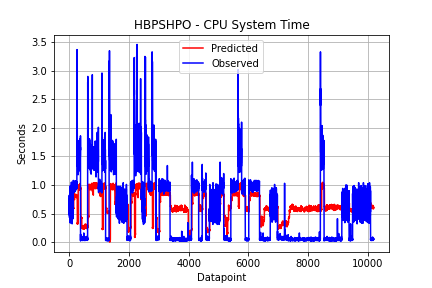 HBPSHPO - CPU System Time
Predicted
Observed
3.5
3.0
2.5
2.0
1.5
1.0
0.5
0.0
Seconds
0
2000
4000
6000
8000
10000
Datapoint